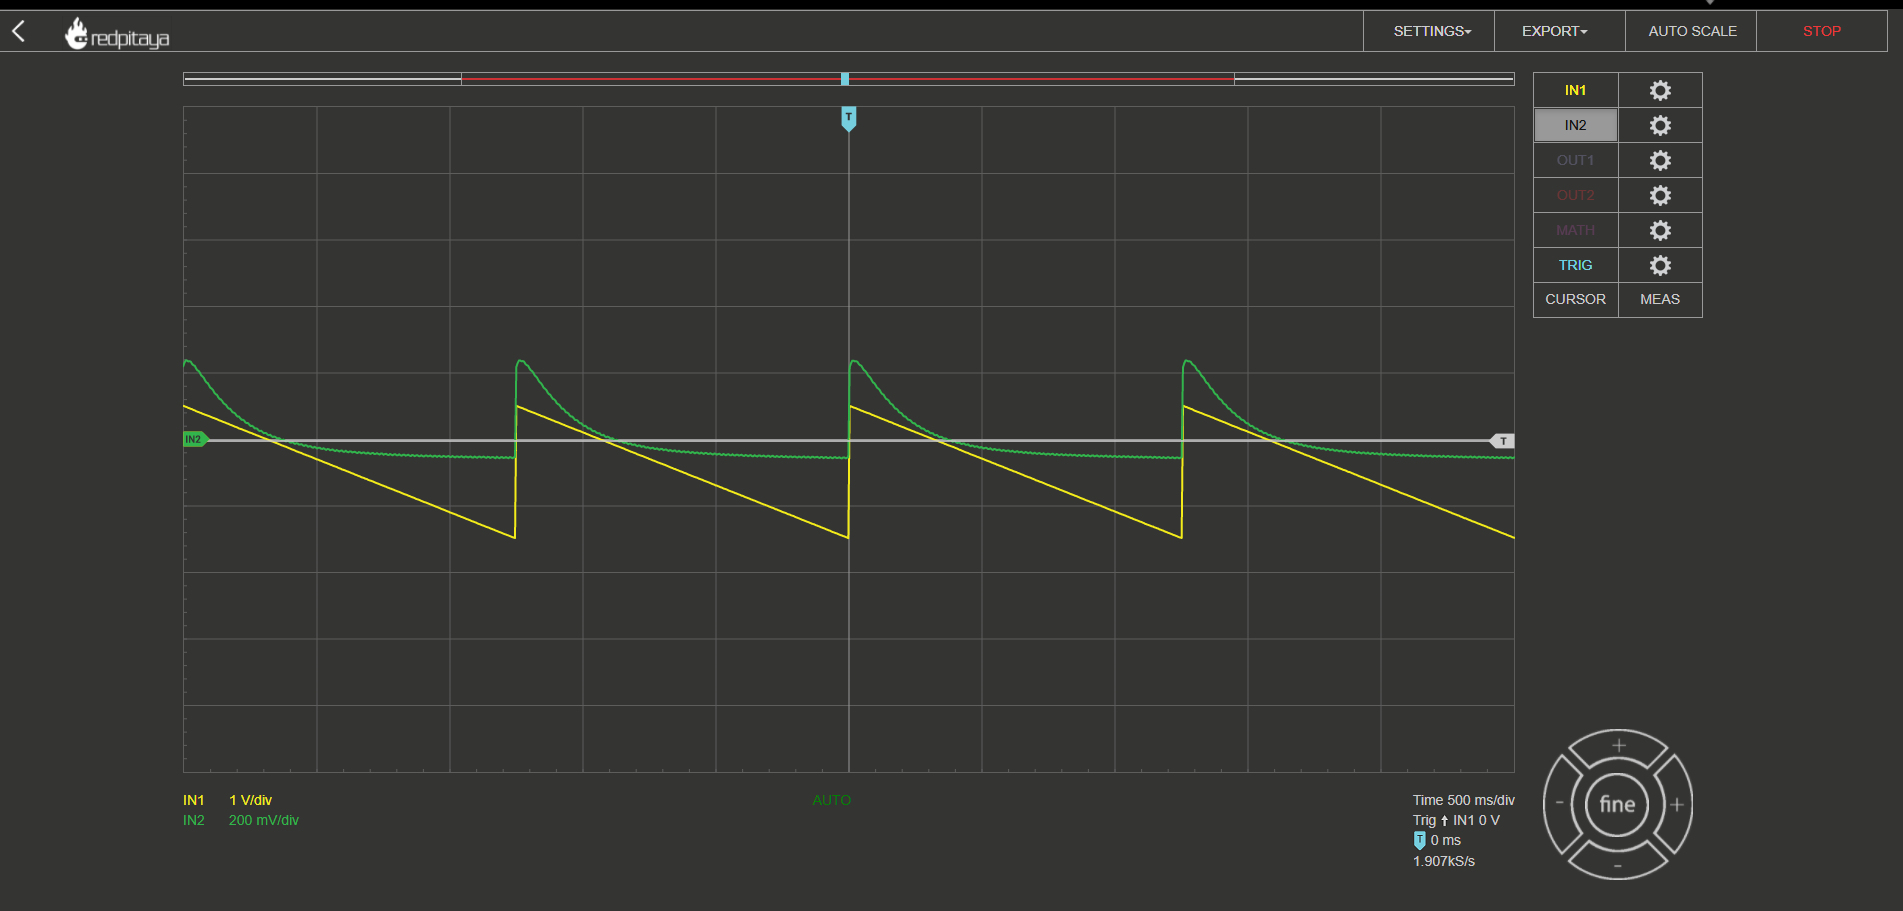 redpitaya
SETTINGS
EXPORT
AUTO SCALE
STOP
IN1
IN2
OUT1
OUT2
MATH
TRIG
CURSOR
MEAS
T
IN2
T
IN1 1 V/div
IN2 200 mV/div
AUTO
Time 500 ms/div
Trig ↑ IN1 0 V
T 0 ms
1.907kS/s
+
- fine +
-